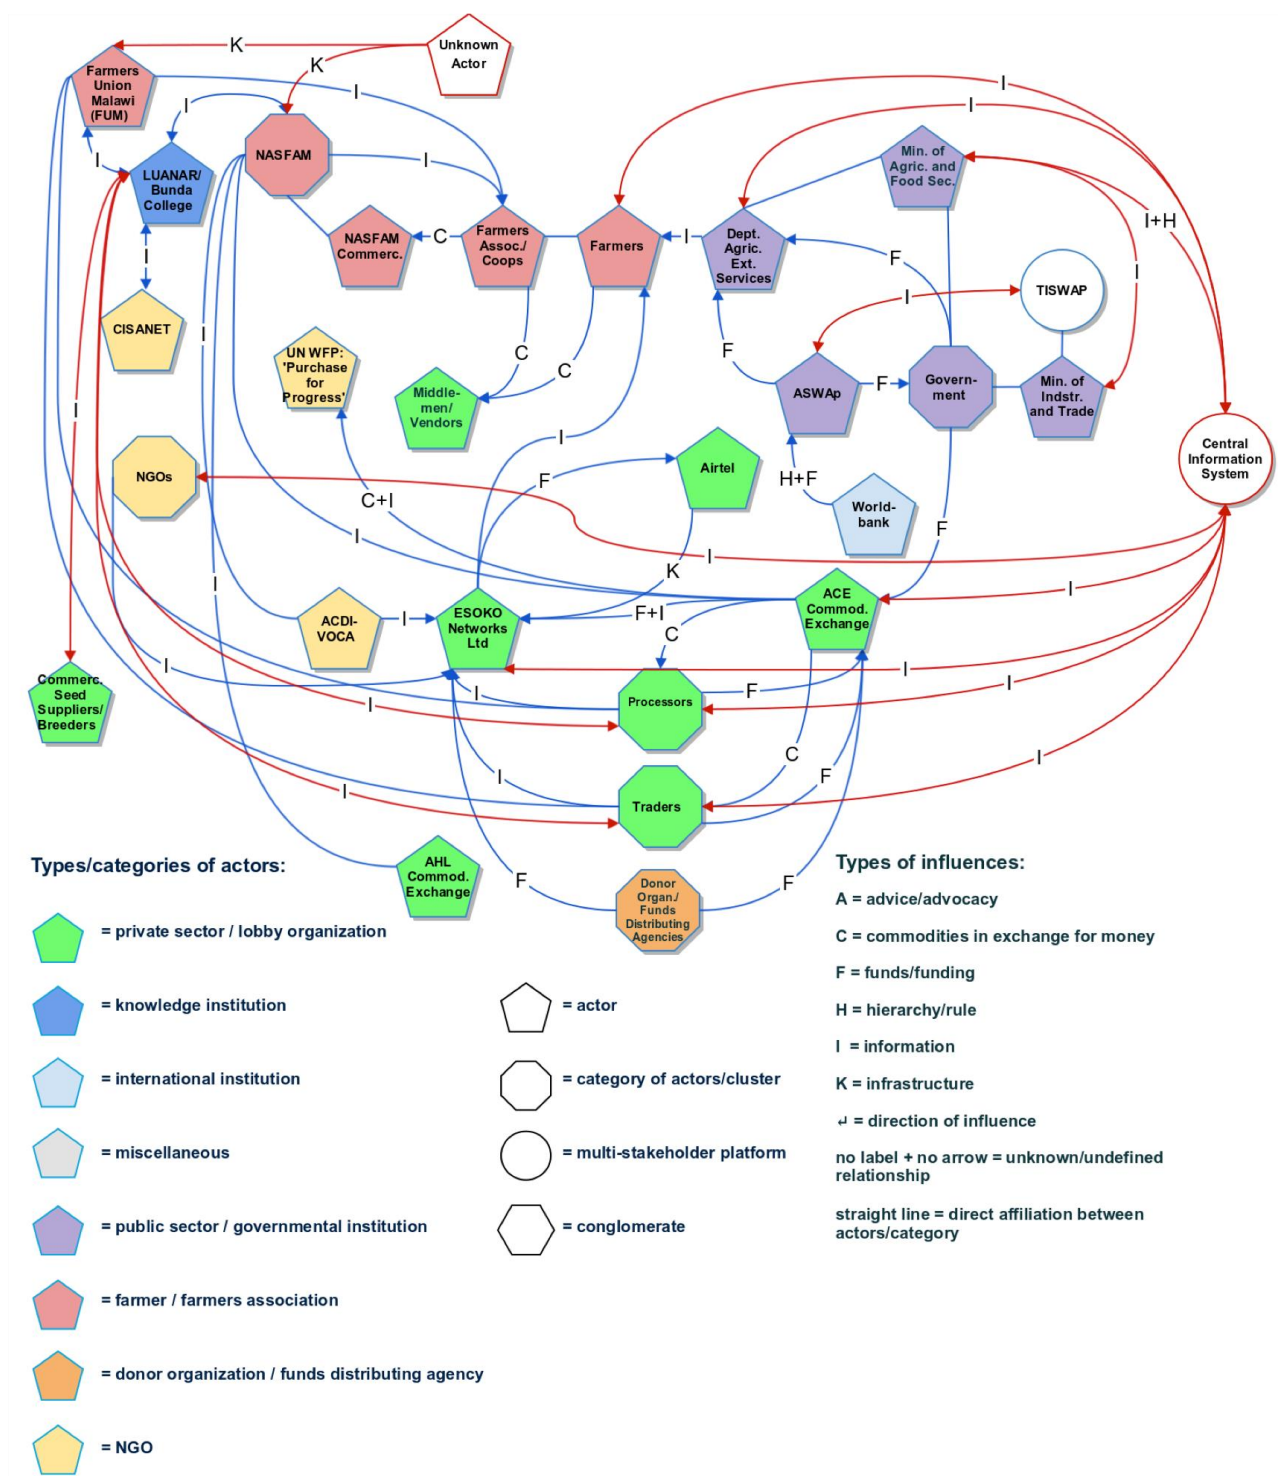 Unknown
Actor
K
K
Farmers
Union
Malawi
(FUM)
I
I
I
I
I
NASFAM
LUANAR/
Bunda
College
I
Min. of
Agric. and
Food Sec.
I+H
NASFAM
Commerc.
C
Farmers
Assoc./
Coops
Farmers
I
Dept.
Agric.
Ext.
Services
F
I
I
TISWAP
I
CISANET
I
UN WFP:
'Purchase
for
Progress'
C
C
F
Middle-
men/
Vendors
ASWAp
F
Govern-
ment
Min. of
Indstr.
and Trade
I
I
Central
Information
System
NGOs
Airtel
F
H+F
C+I
World-
bank
F
I
I
K
I
I
ACDI-
VOCA
I
ESOKO
Networks
Ltd
F+I
C
ACE
Commod.
Exchange
I
Commerc.
Seed
Suppliers/
Breeders
I
I
I
I
Processors
F
I
C
I
I
I
Traders
F
AHL
Commod.
Exchange
F
Donor
Organ./
Funds
Distributing
Agencies
F
Types/categories of actors:
= private sector / lobby organization
= knowledge institution
= international institution
= miscellaneous
= public sector / governmental institution
= farmer / farmers association
= donor organization / funds distributing agency
= NGO
= actor
= category of actors/cluster
= multi-stakeholder platform
= conglomerate
Types of influences:
A = advice/advocacy
C = commodities in exchange for money
F = funds/funding
H = hierarchy/rule
I = information
K = infrastructure
↵ = direction of influence
no label + no arrow = unknown/undefined
relationship
straight line = direct affiliation between
actors/category